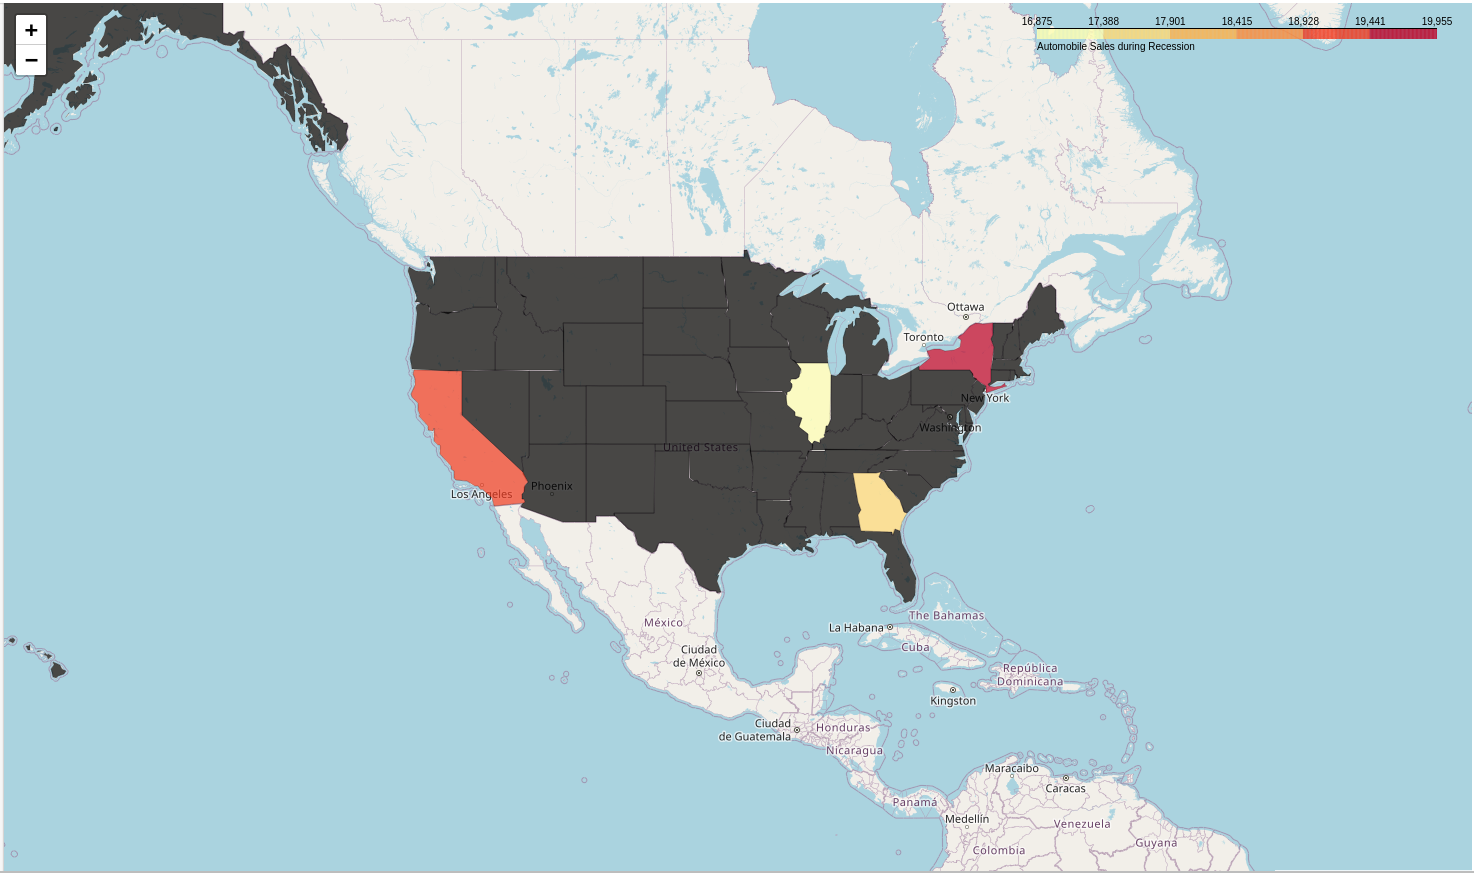 +
−
16,875 17,388 17,901 18,415 18,928 19,441 19,955
Automobile Sales during Recession
Ottawa
Toronto
New York
Washington
United States
Los Angeles
Phoenix
México
Ciudad
de México
La Habana
The Bahamas
Cuba
República
Dominicana
Kingston
Ciudad
de Guatemala
Honduras
Nicaragua
Maracaibo
Caracas
Panamá
Medellín
Venezuela
Guyana
Colombia